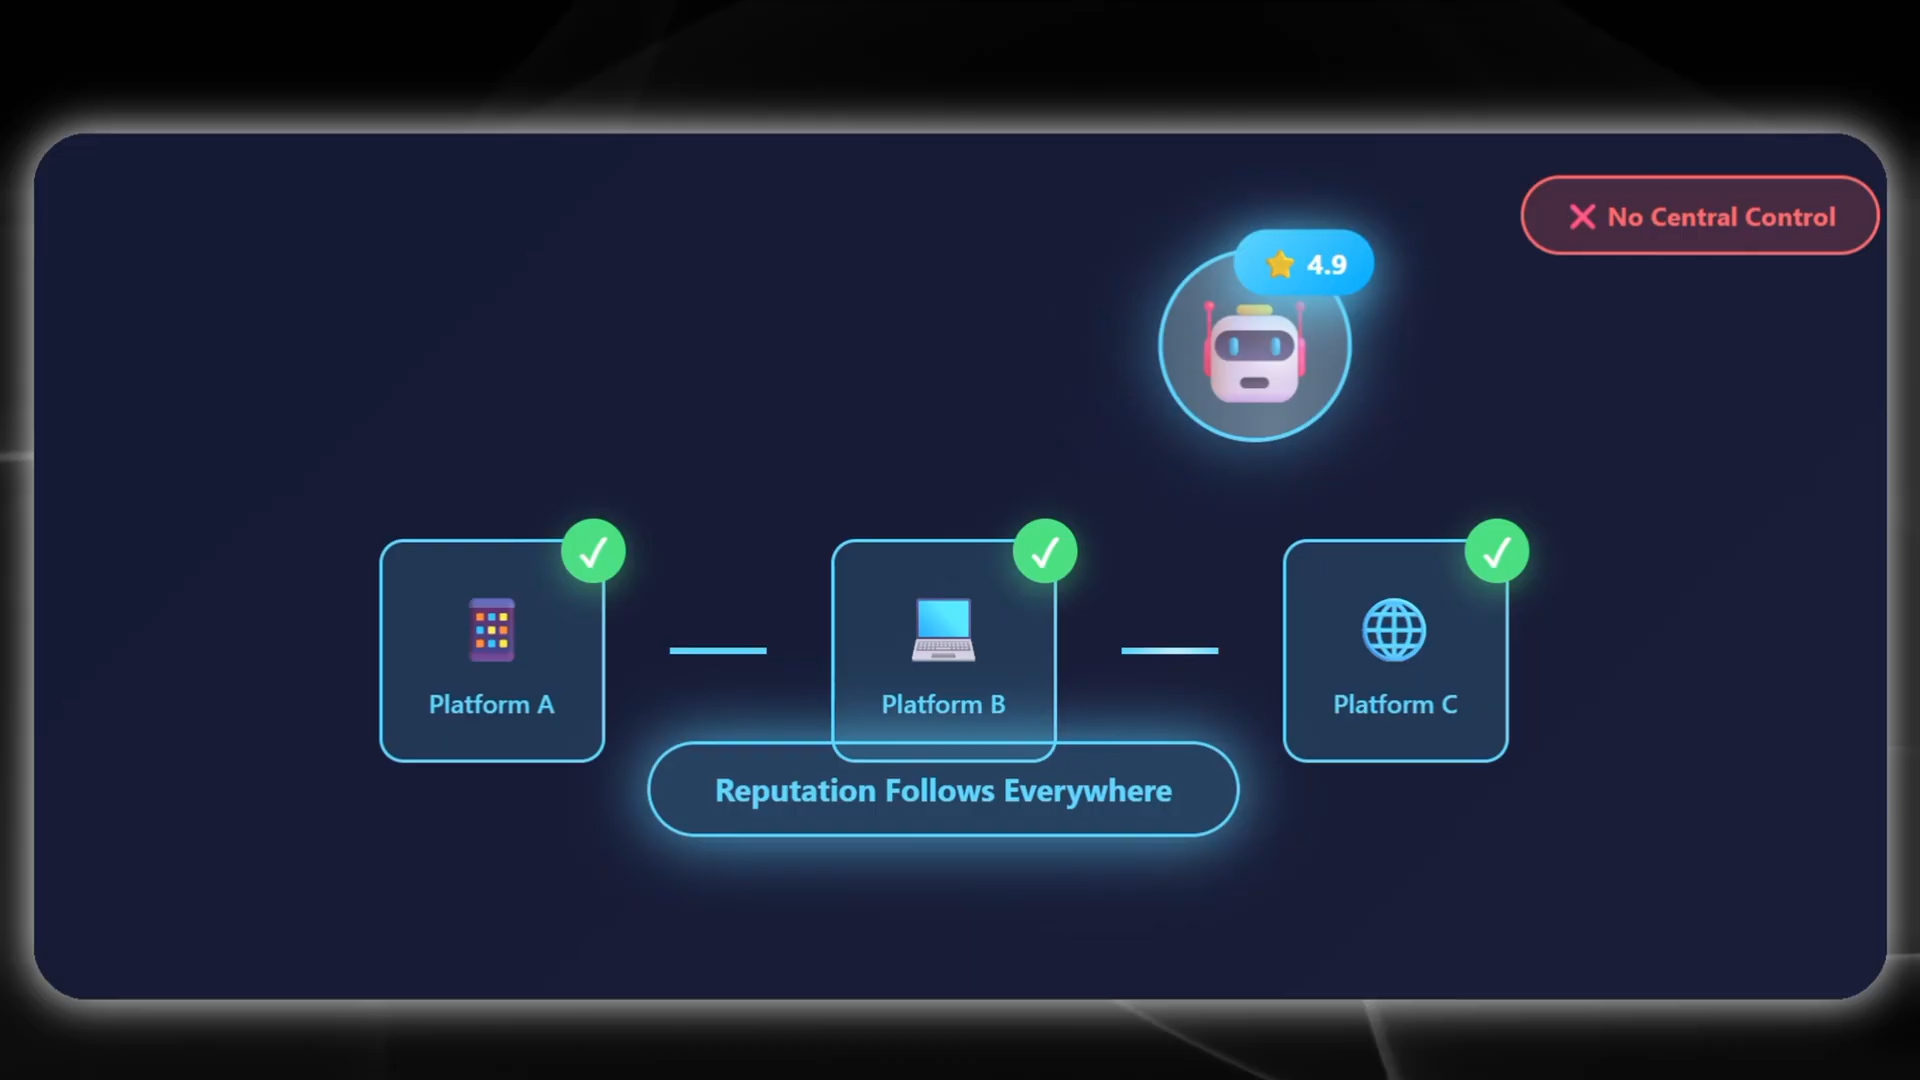 ❌ No Central Control
⭐ 4.9
Platform A
Platform B
Platform C
Reputation Follows Everywhere